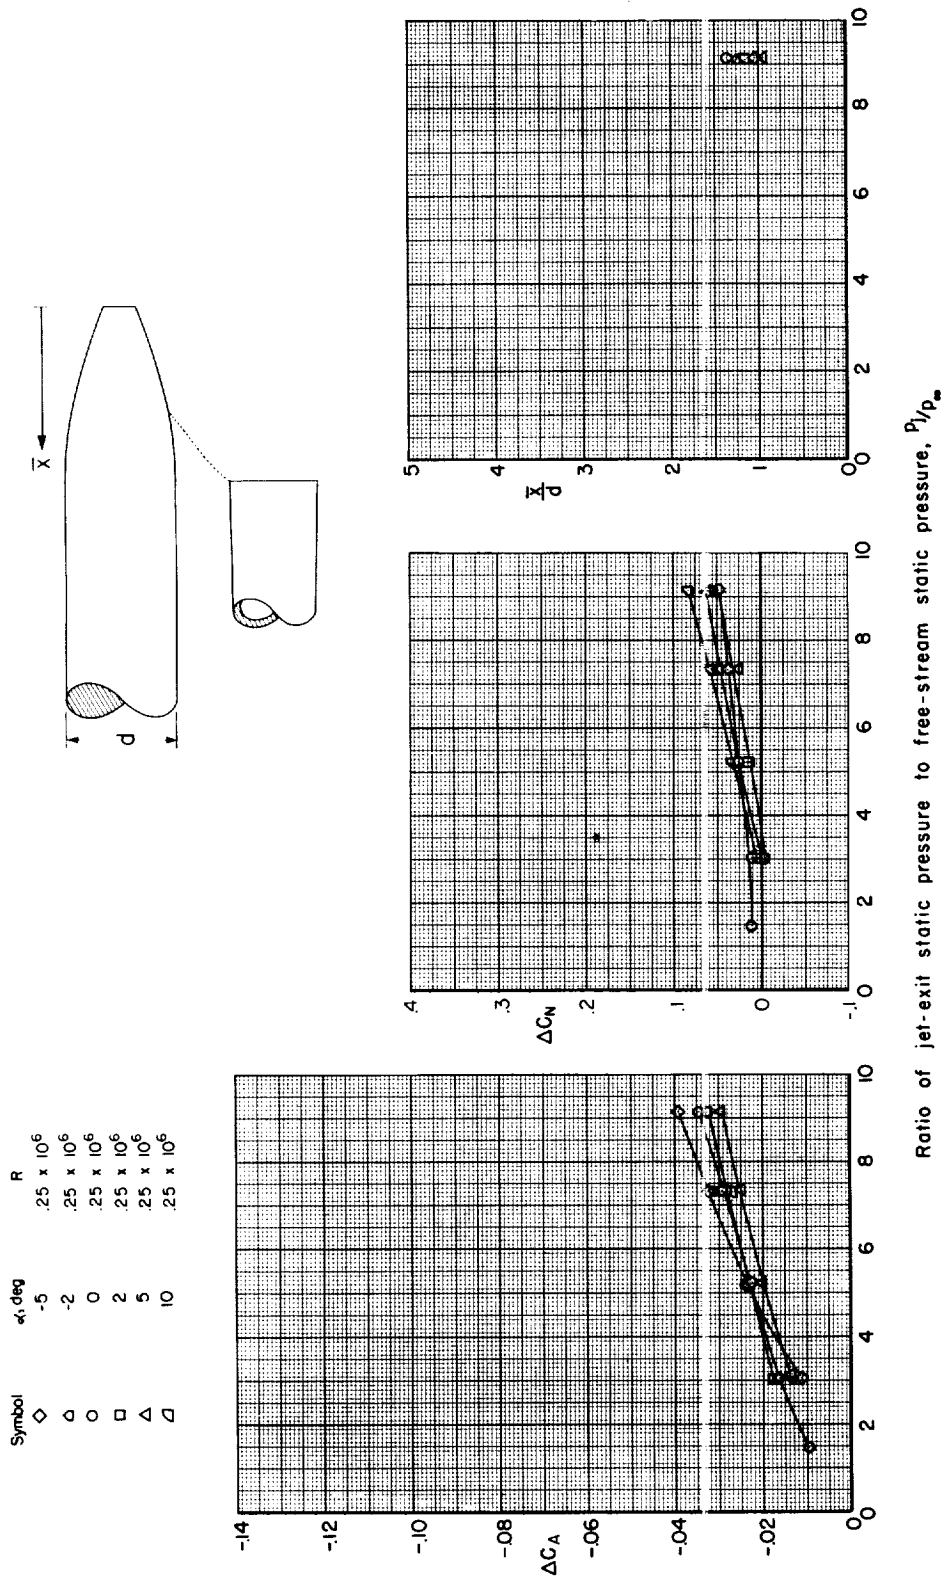 Symbol α, deg R
◇ -5 .25 x 10⁶
-2 .25 x 10⁶
○ 0 .25 x 10⁶
□ 2 .25 x 10⁶
△ 5 .25 x 10⁶
10 .25 x 10⁶
x̄
d
-.14
-.12
-.10
-.08
ΔC_A
-.06
-.04
-.02
0
0 2 4 6 8 10
.4
.3
ΔC_N
.2
.1
0
-.1
0 2 4 6 8 10
5
4
x̄/d
3
2
1
0
0 2 4 6 8 10
Ratio of jet-exit static pressure to free-stream static pressure, p_j/p_∞